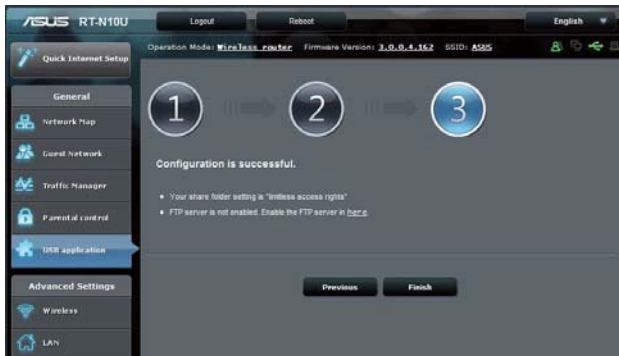 ASUS RT-N10U
Logout
Reboot
English
Quick Internet Setup
Operation Mode: Wireless router Firmware Version: 3.0.0.4.162 SSID: ASUS
General
Network Map
Guest Network
Traffic Manager
Parental control
USB application
Advanced Settings
Wireless
LAN
1
2
3
Configuration is successful.
Your share folder setting is "limitless access rights"
FTP server is not enabled. Enable the FTP server in here.
Previous
Finish